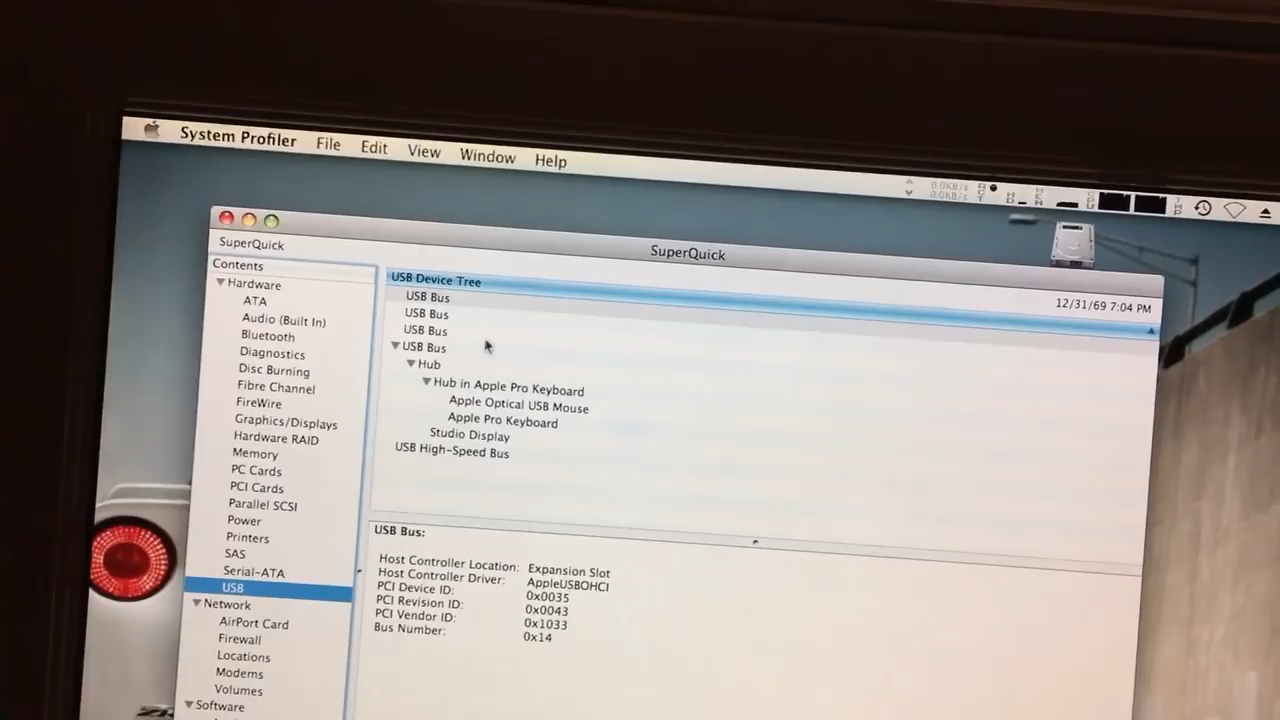 System Profiler File Edit View Window Help
0.0KB/s
0.0KB/s
SuperQuick
SuperQuick
12/31/69 7:04 PM
Contents
Hardware
ATA
Audio (Built In)
Bluetooth
Diagnostics
Disc Burning
Fibre Channel
FireWire
Graphics/Displays
Hardware RAID
Memory
PC Cards
PCI Cards
Parallel SCSI
Power
Printers
SAS
Serial-ATA
USB
Network
AirPort Card
Firewall
Locations
Modems
Volumes
Software
USB Device Tree
USB Bus
USB Bus
USB Bus
USB Bus
Hub
Hub in Apple Pro Keyboard
Apple Optical USB Mouse
Apple Pro Keyboard
Studio Display
USB High-Speed Bus
USB Bus:
Host Controller Location: Expansion Slot
Host Controller Driver: AppleUSBOHCI
PCI Device ID: 0x0035
PCI Revision ID: 0x0043
PCI Vendor ID: 0x1033
Bus Number: 0x14